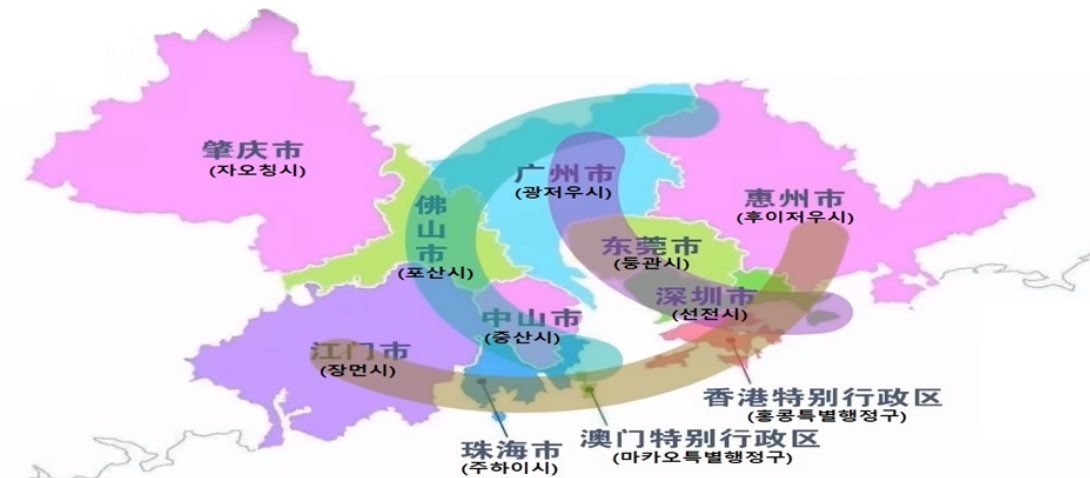 肇庆市
(자오칭시)
广州市
(광저우시)
佛
山
市
(포산시)
惠州市
(후이저우시)
东莞市
(둥관시)
深圳市
(선전시)
中山市
(중산시)
江门市
(장먼시)
香港特别行政区
(홍콩특별행정구)
澳门特别行政区
(마카오특별행정구)
珠海市
(주하이시)